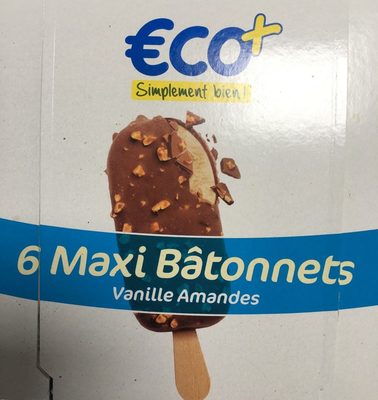 €CO+
Simplement bien!
6 Maxi Bâtonnets
Vanille Amandes